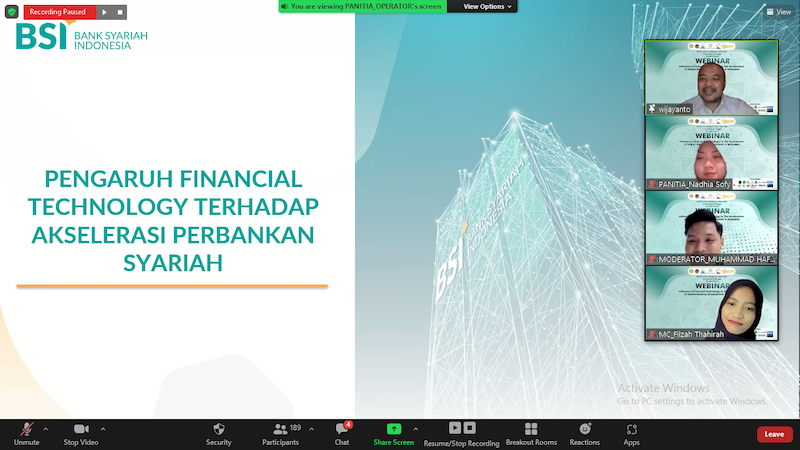 Recording Paused
You are viewing PANITIA_OPERATOR's screen
View Options
View
BSI BANK SYARIAH
INDONESIA
PENGARUH FINANCIAL
TECHNOLOGY TERHADAP
AKSELERASI PERBANKAN
SYARIAH
BSI
WEBINAR
wijayanto
WEBINAR
PANITIA_Nadhia Sofy
WEBINAR
MODERATOR_MUHAMMAD HAF...
WEBINAR
MC_Filzah Thahirah
Activate Windows
Go to PC settings to activate Windows.
Unmute
Stop Video
Security
189
Participants
4
Chat
Share Screen
Resume/Stop Recording
Breakout Rooms
Reactions
Apps
Leave